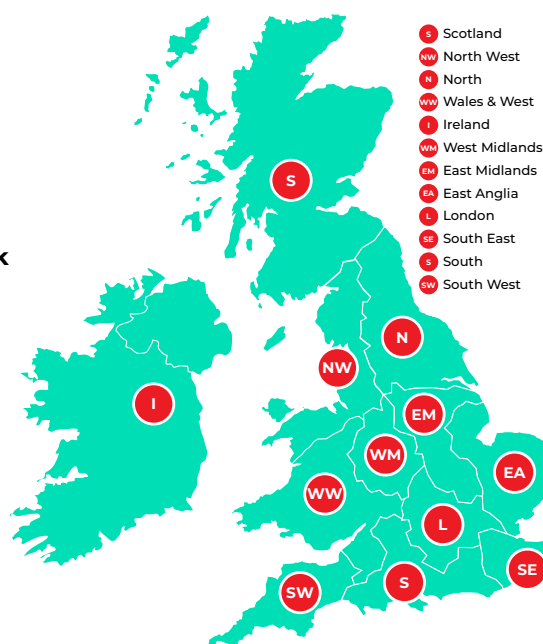 S Scotland
NW North West
N North
WW Wales & West
I Ireland
WM West Midlands
EM East Midlands
EA East Anglia
L London
SE South East
S South
SW South West
k
S
N
NW
I
EM
WM
EA
WW
L
SE
S
SW